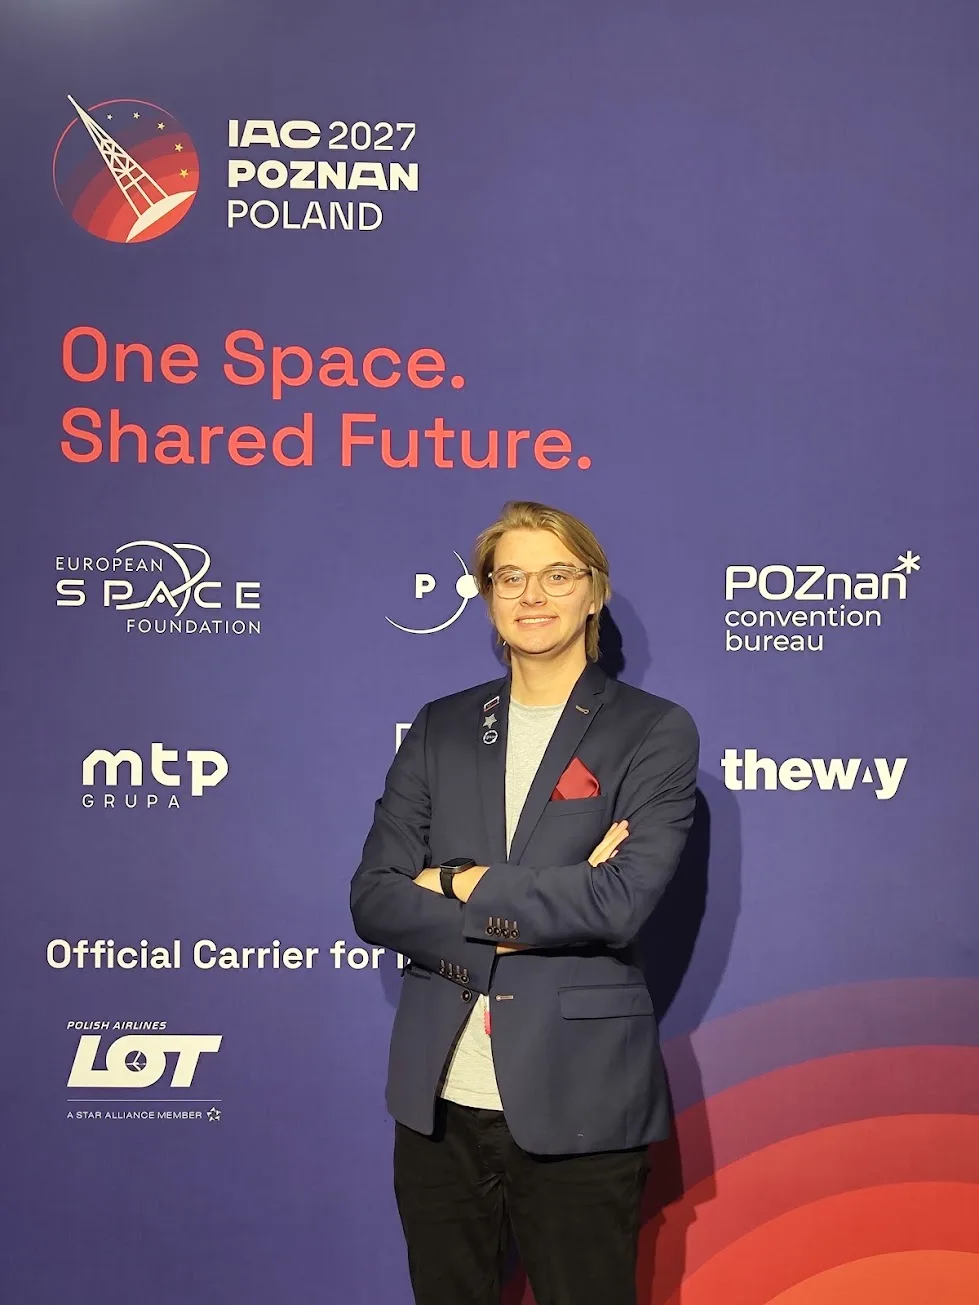 IAC 2027
POZNAN
POLAND
One Space.
Shared Future.
EUROPEAN
SPACE
FOUNDATION
P
POZnan*
convention
bureau
mtp
GRUPA
theway
Official Carrier for
POLISH AIRLINES
LOT
A STAR ALLIANCE MEMBER